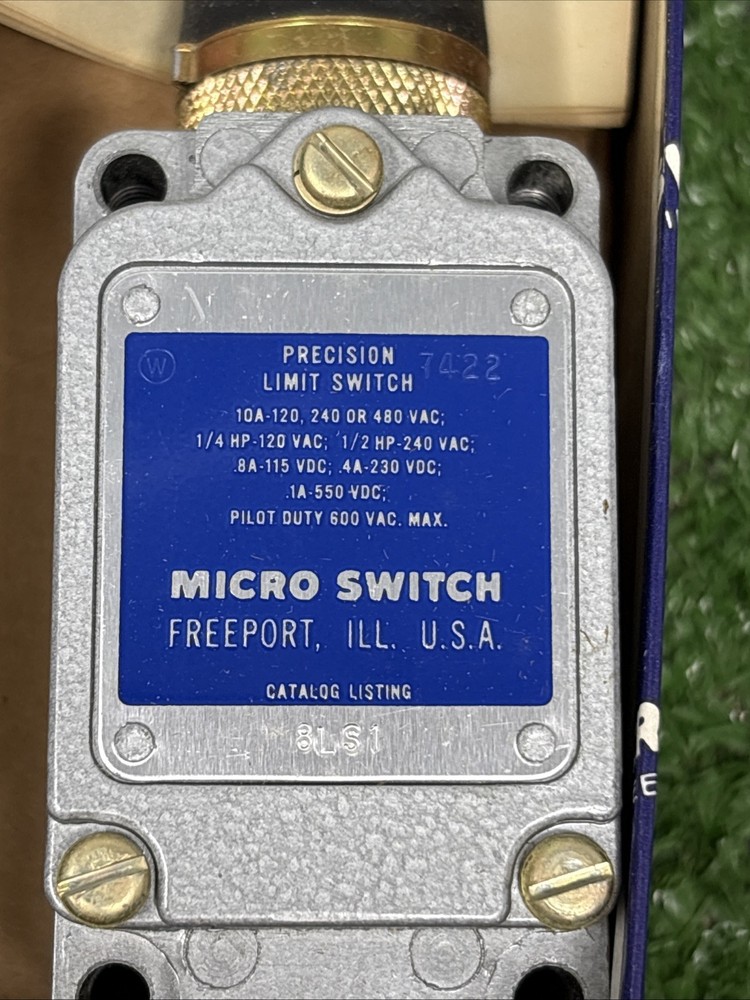 W
PRECISION 7422
LIMIT SWITCH
10A-120, 240 OR 480 VAC;
1/4 HP-120 VAC; 1/2 HP-240 VAC;
.8A-115 VDC; .4A-230 VDC;
.1A-550 VDC;
PILOT DUTY 600 VAC. MAX.
MICRO SWITCH
FREEPORT, ILL. U.S.A.
CATALOG LISTING
8LS1